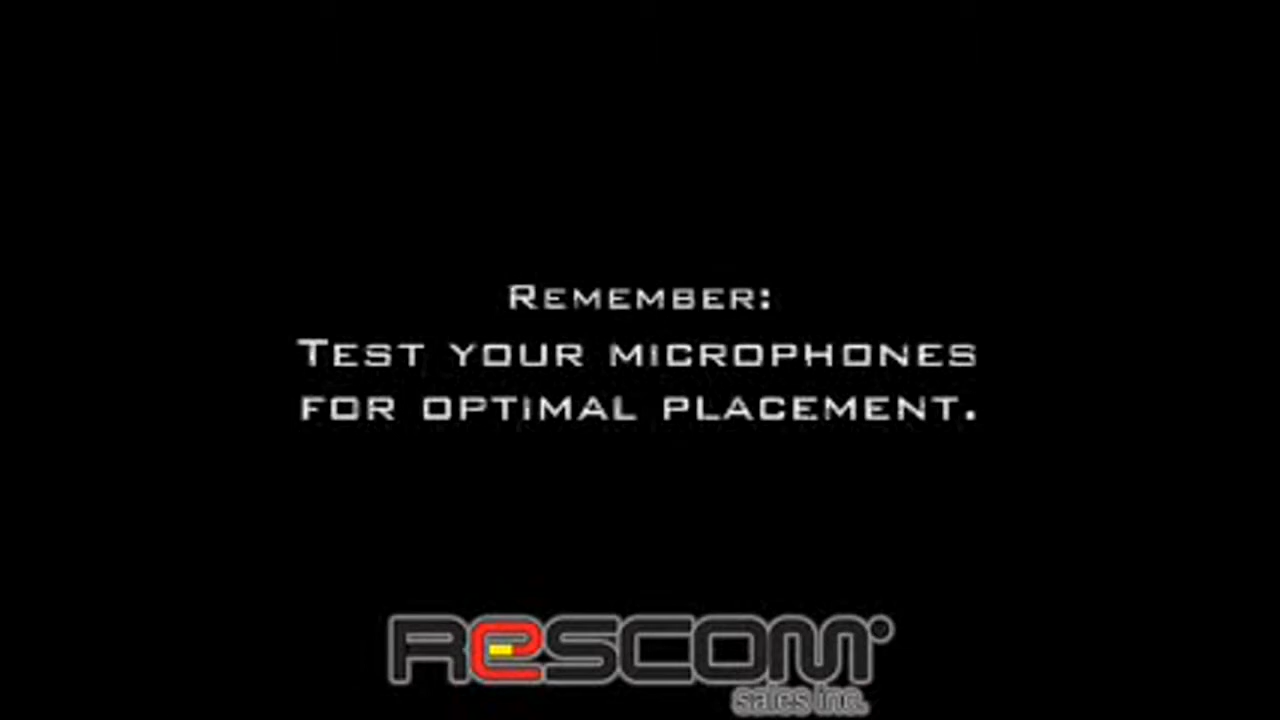 Remember:
Test your microphones
for optimal placement.
RESCOM
sales inc.